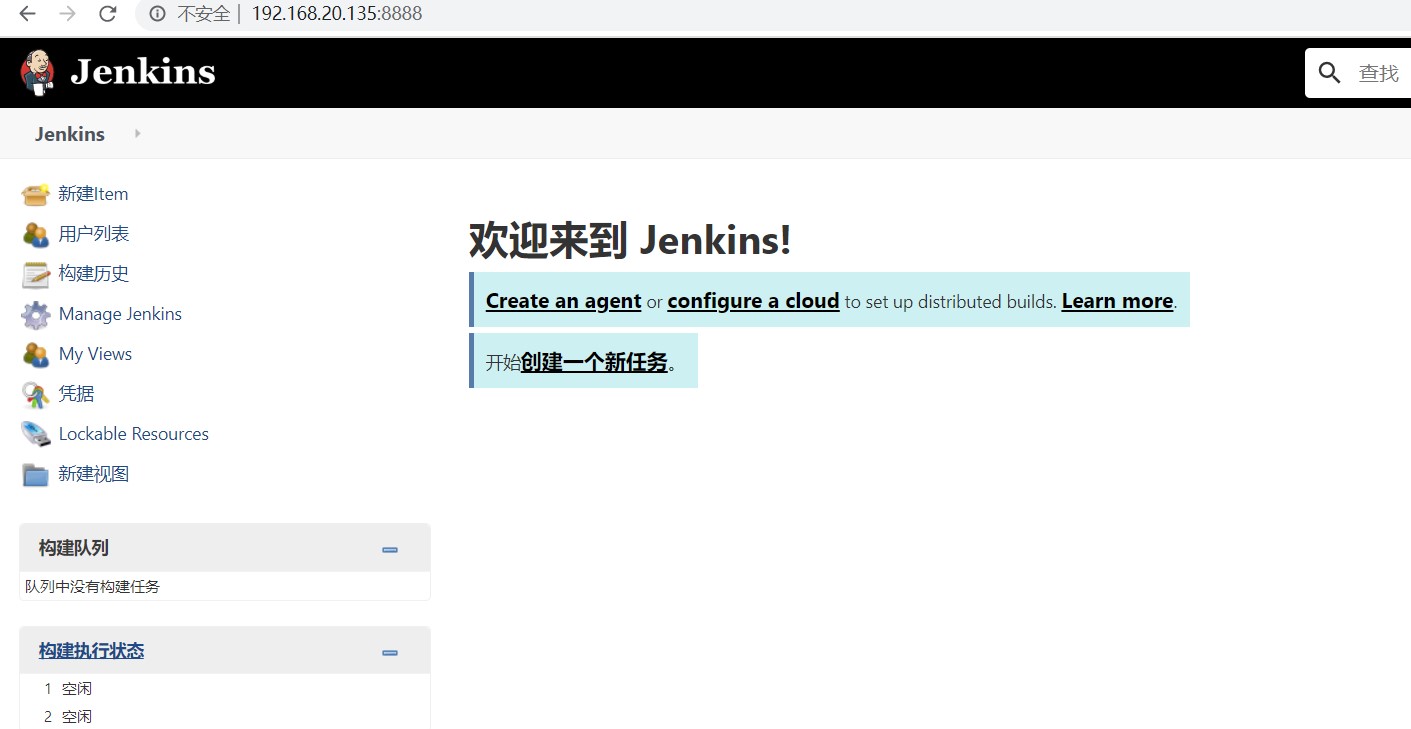 不安全 | 192.168.20.135:8888
Jenkins
查找
Jenkins
新建Item
用户列表
构建历史
Manage Jenkins
My Views
凭据
Lockable Resources
新建视图
构建队列
队列中没有构建任务
构建执行状态
1 空闲
2 空闲
欢迎来到 Jenkins!
Create an agent or configure a cloud to set up distributed builds. Learn more.
开始创建一个新任务。